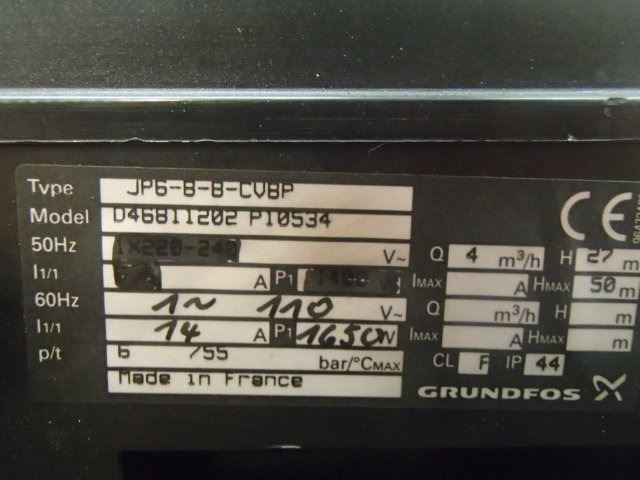 Type JP6-B-B-CVBP
Model D46811202 P10534
50Hz 1X220-240 V~ Q 4 m³/h H 27 m
I1/1 A P1 1400 W IMAX A HMAX 50 m
60Hz 1~ 110 V~ Q m³/h H m
I1/1 14 A P1 1650 W IMAX A HMAX m
p/t 6 /55 bar/°CMAX CL F IP 44
Made in France
GRUNDFOS
CE